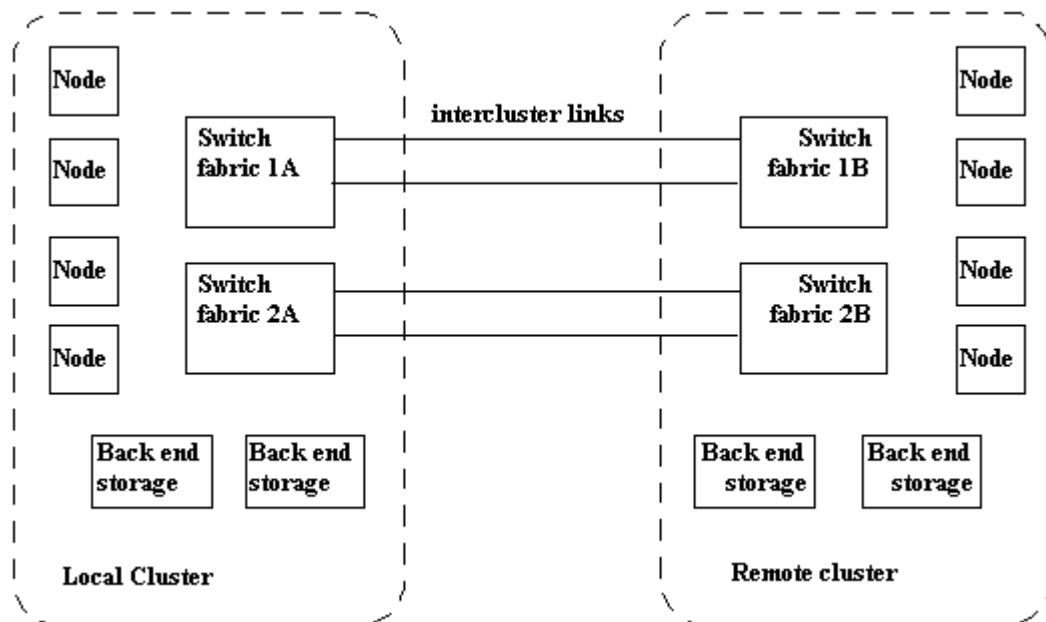 Node
Node
Node
Node
Switch
fabric 1A
Switch
fabric 2A
Back end
storage
Back end
storage
Local Cluster
intercluster links
Switch
fabric 1B
Switch
fabric 2B
Node
Node
Node
Node
Back end
storage
Back end
storage
Remote cluster